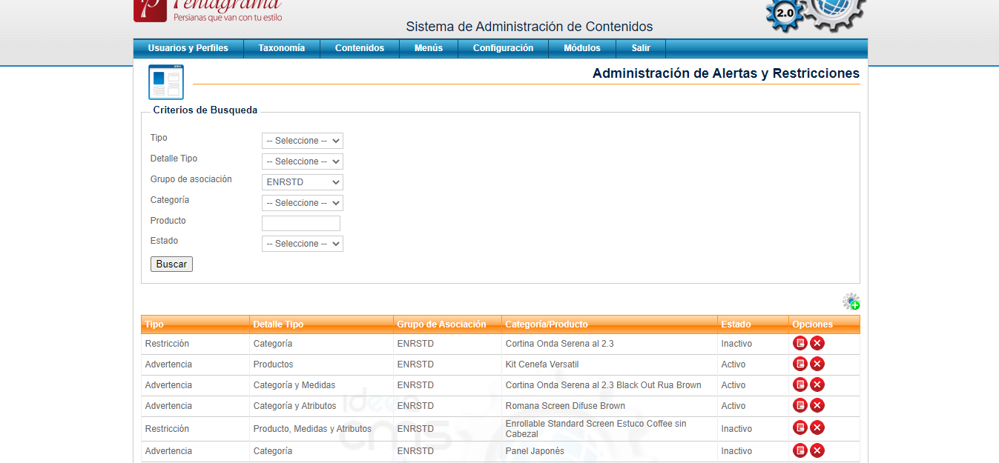 Pentagrama
Persianas que van con tu estilo
2.0
Sistema de Administración de Contenidos
Usuarios y Perfiles Taxonomía Contenidos Menús Configuración Módulos Salir
Administración de Alertas y Restricciones
Criterios de Busqueda
Tipo -- Seleccione --
Detalle Tipo -- Seleccione --
Grupo de asociación ENRSTD
Categoría -- Seleccione --
Producto
Estado -- Seleccione --
Buscar
Tipo Detalle Tipo Grupo de Asociación Categoría/Producto Estado Opciones
Restricción Categoría ENRSTD Cortina Onda Serena al 2.3 Inactivo
Advertencia Productos ENRSTD Kit Cenefa Versatil Activo
Advertencia Categoría y Medidas ENRSTD Cortina Onda Serena al 2.3 Black Out Rua Brown Activo
Advertencia Categoría y Atributos ENRSTD Romana Screen Difuse Brown Activo
Restricción Producto, Medidas y Atributos ENRSTD Enrollable Standard Screen Estuco Coffee sin
Cabezal Inactivo
Advertencia Categoría ENRSTD Panel Japonés Inactivo
cms